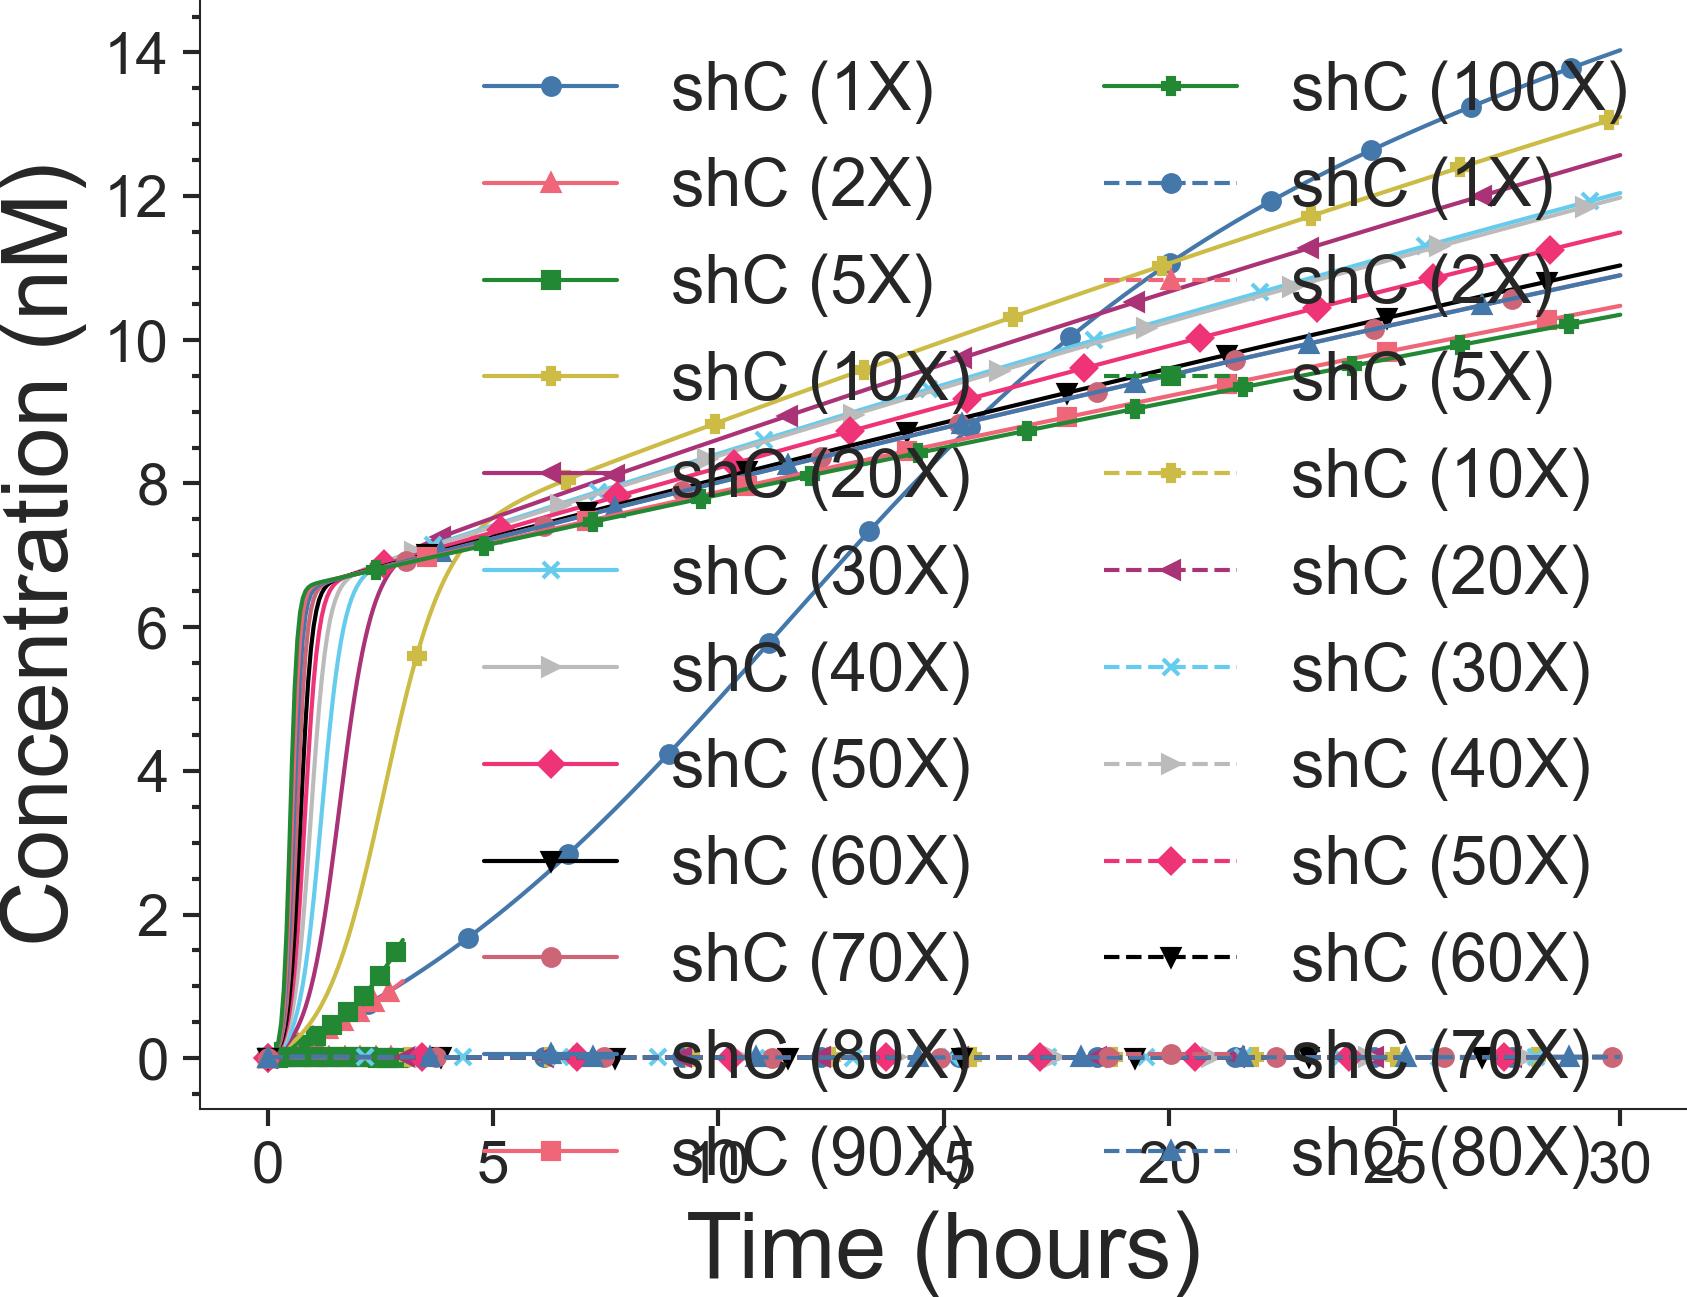 Concentration (nM)
14
12
10
8
6
4
2
0
shC (1X)
shC (2X)
shC (5X)
shC (10X)
shC (20X)
shC (30X)
shC (40X)
shC (50X)
shC (60X)
shC (70X)
shC (80X)
shC (90X)
shC (100X)
shC (1X)
shC (2X)
shC (5X)
shC (10X)
shC (20X)
shC (30X)
shC (40X)
shC (50X)
shC (60X)
shC (70X)
shC (80X)
0 5 10 15 20 25 30
Time (hours)